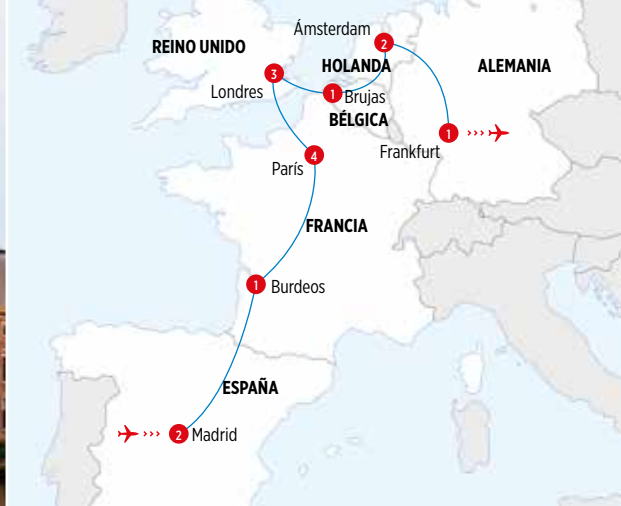 Ámsterdam
2
REINO UNIDO
HOLANDA
ALEMANIA
3
Londres
1 Brujas
BÉLGICA
1
Frankfurt
4
París
FRANCIA
1 Burdeos
ESPAÑA
2 Madrid